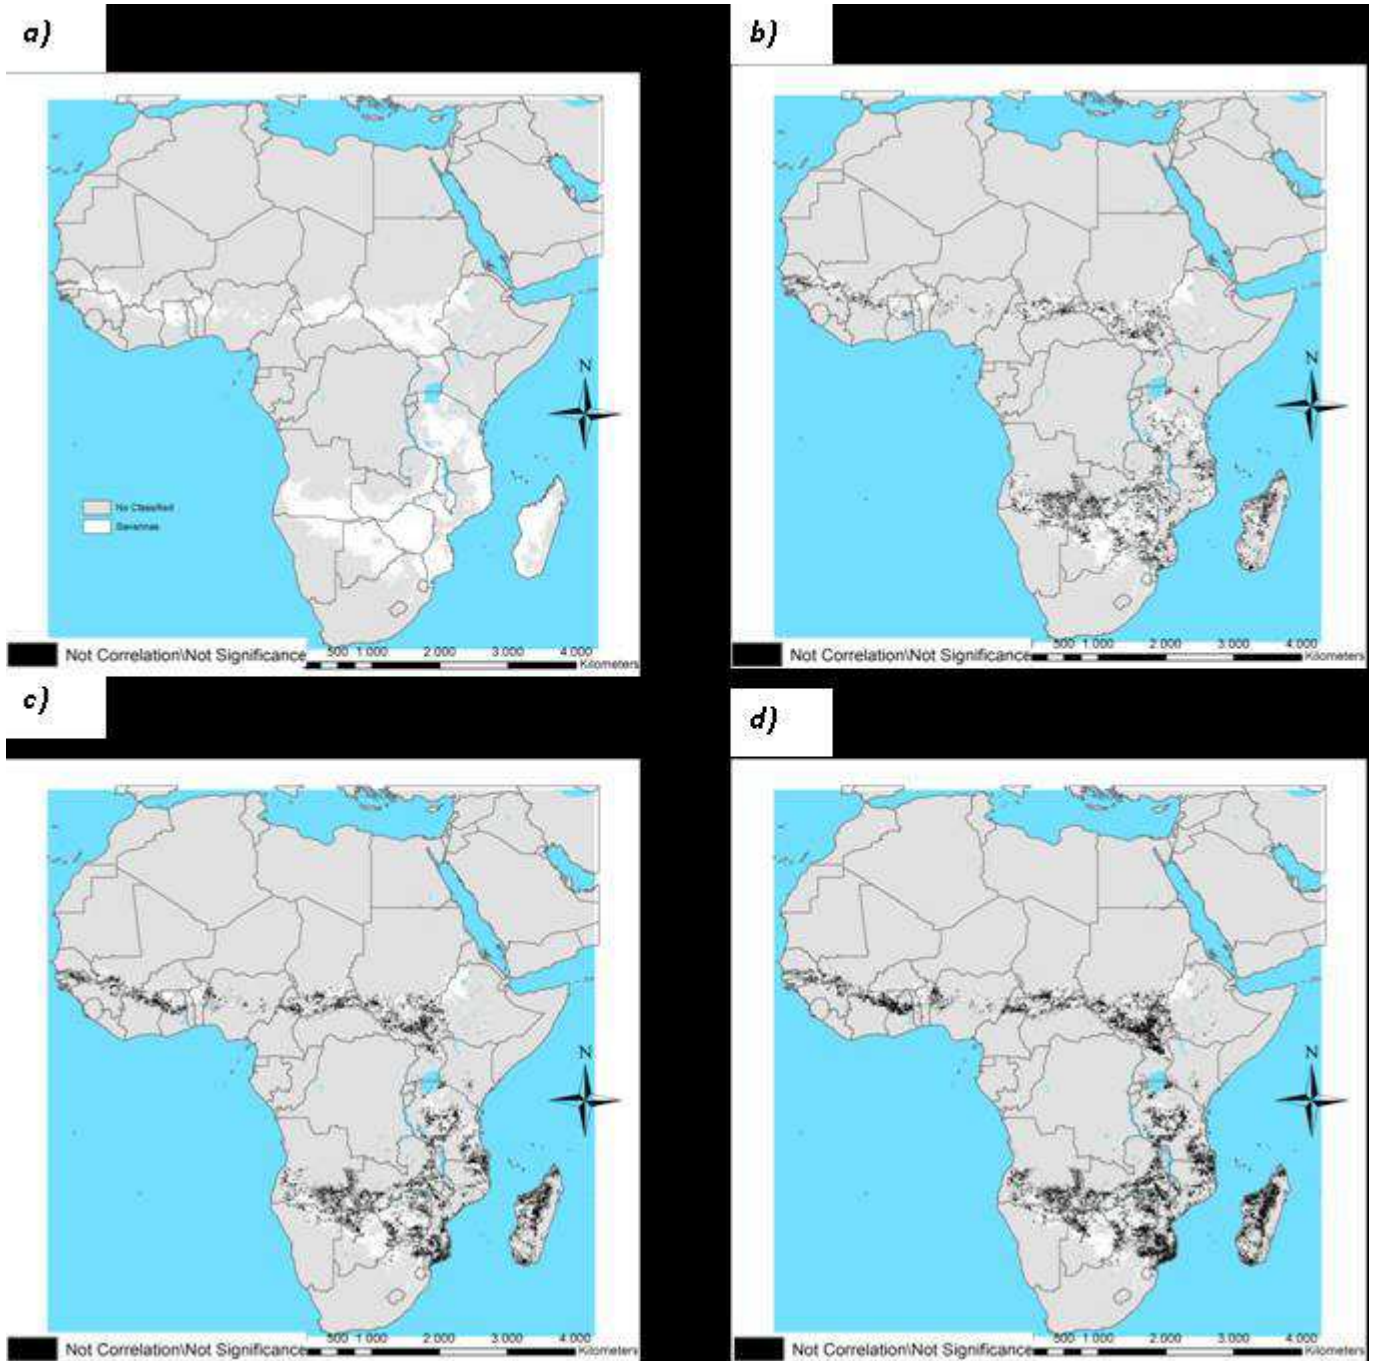 a)
b)
N
N
No Classified
Savannas
Not Correlation\Not Significance
500 1 000 2 000 3 000 4 000
Kilometers
Not Correlation\Not Significance
500 1 000 2.000 3.000 4 000
Kilometers
c)
d)
N
N
Not Correlation\Not Significance
500 1 000 2 000 3 000 4 000
Kilometers
Not Correlation\Not Significance
500 1 000 2.000 3.000 4.000
Kilometers